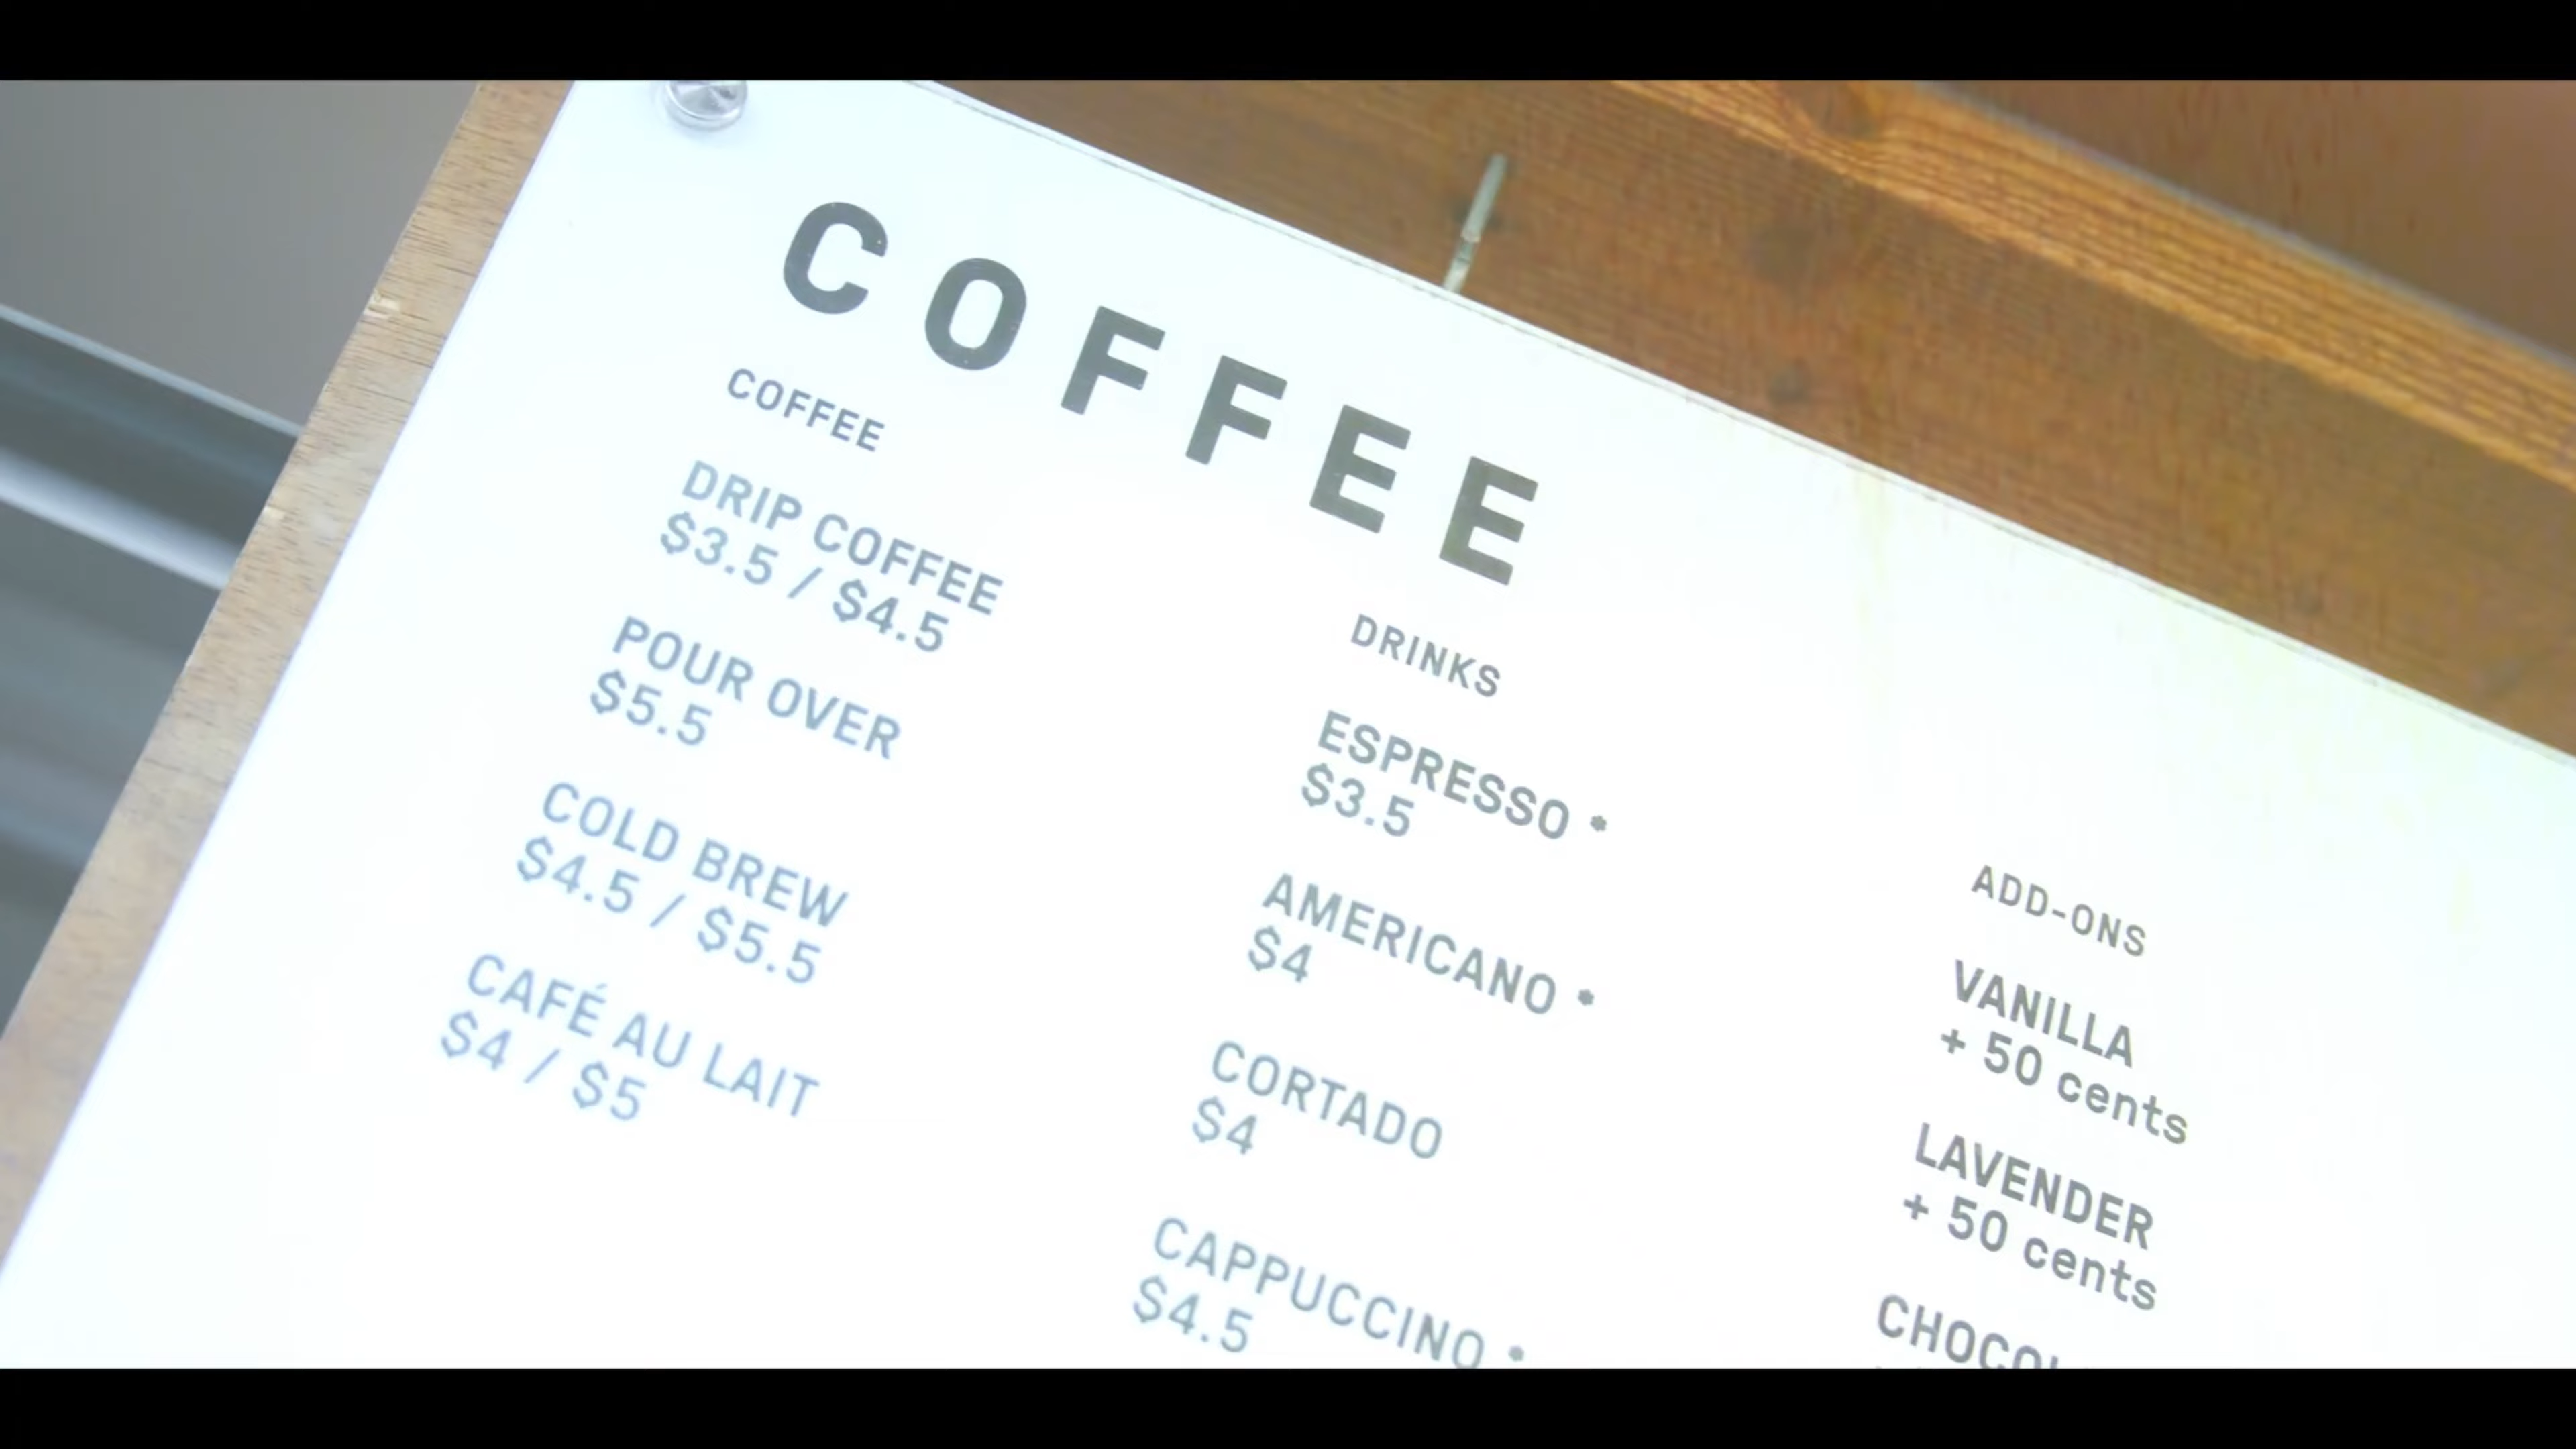 COFFEE
COFFEE
DRIP COFFEE
$3.5 / $4.5
POUR OVER
$5.5
COLD BREW
$4.5 / $5.5
CAFÉ AU LAIT
$4 / $5
DRINKS
ESPRESSO *
$3.5
AMERICANO *
$4
CORTADO
$4
CAPPUCCINO *
$4.5
ADD-ONS
VANILLA
+ 50 cents
LAVENDER
+ 50 cents